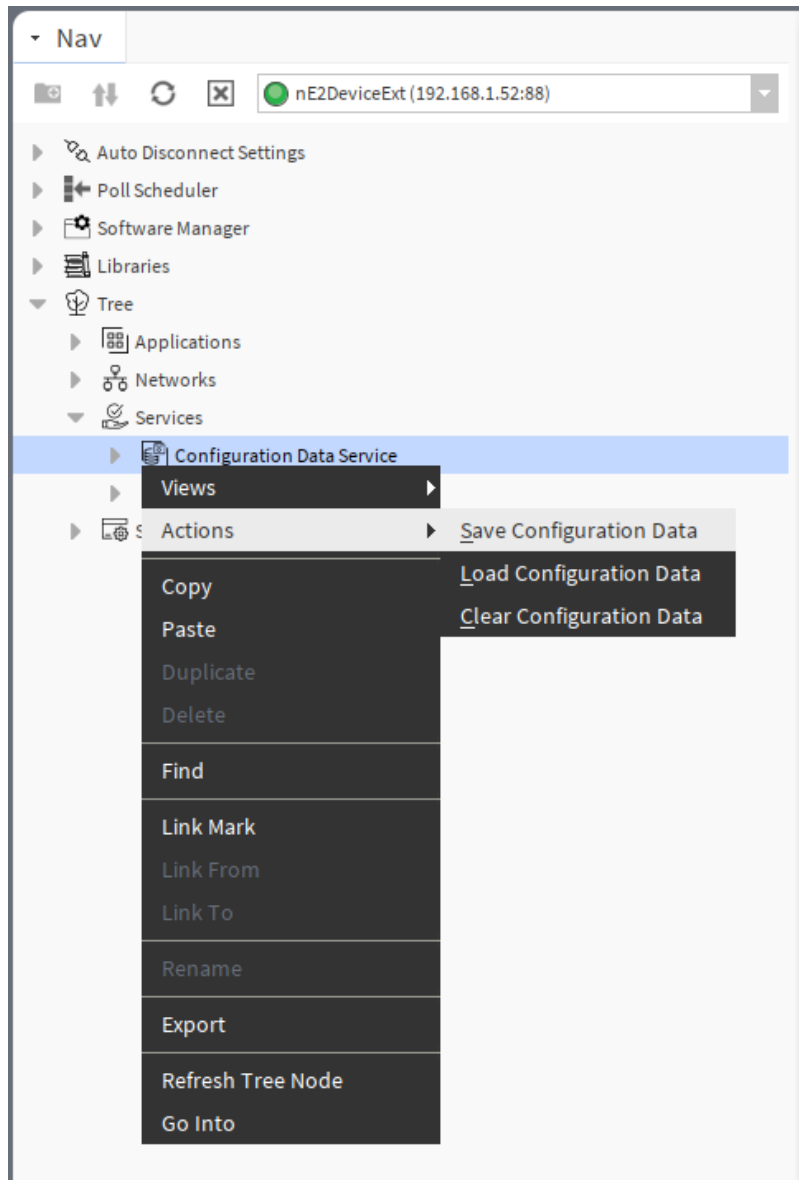 Nav
nE2DeviceExt (192.168.1.52:88)
Auto Disconnect Settings
Poll Scheduler
Software Manager
Libraries
Tree
Applications
Networks
Services
Configuration Data Service
Views
Actions
Save Configuration Data
Load Configuration Data
Clear Configuration Data
Copy
Paste
Duplicate
Delete
Find
Link Mark
Link From
Link To
Rename
Export
Refresh Tree Node
Go Into